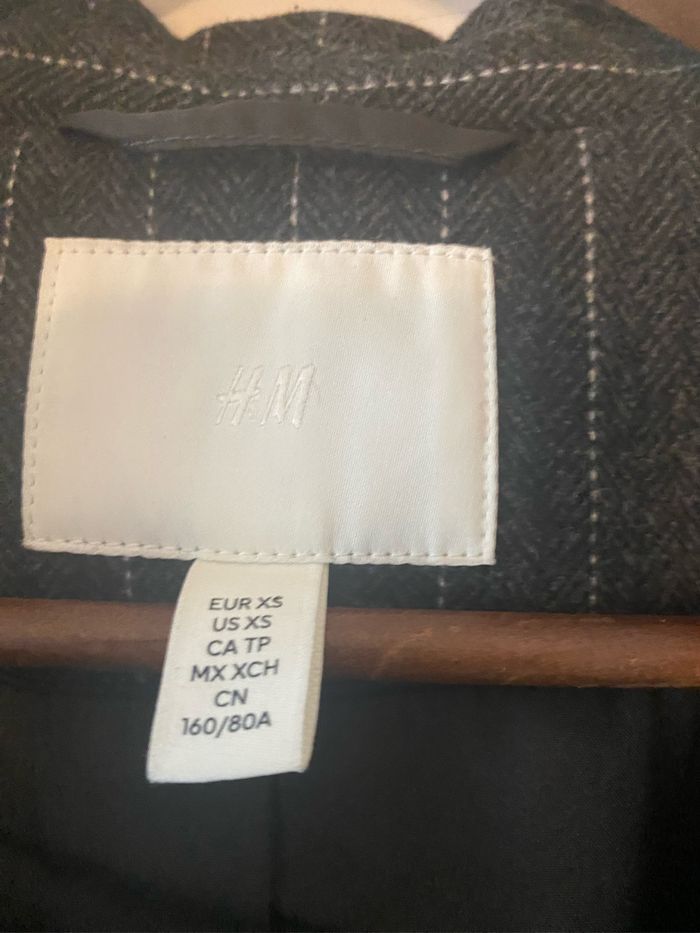 H&M
EUR XS
US XS
CA TP
MX XCH
CN
160/80A